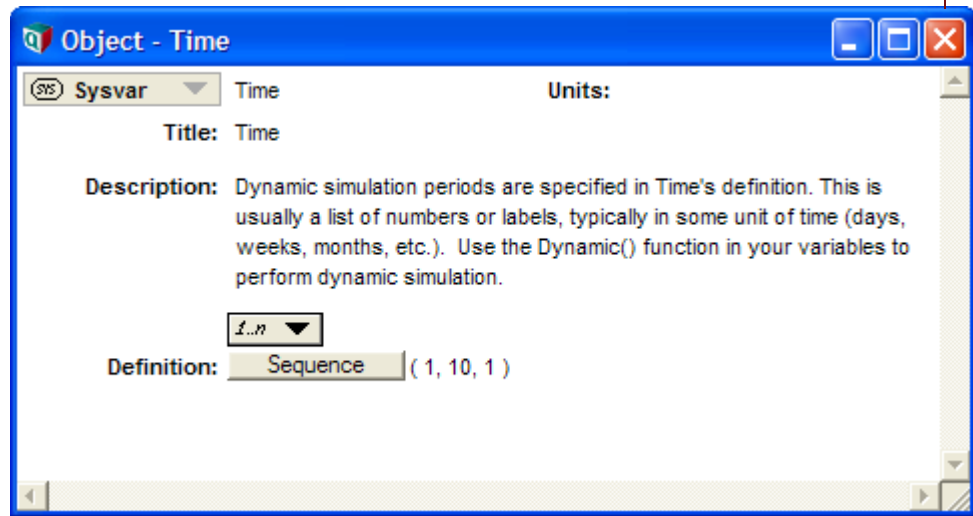 Object - Time
Sysvar Time Units:
Title: Time
Description: Dynamic simulation periods are specified in Time's definition. This is
usually a list of numbers or labels, typically in some unit of time (days,
weeks, months, etc.). Use the Dynamic() function in your variables to
perform dynamic simulation.
1..n
Definition: Sequence ( 1, 10, 1 )